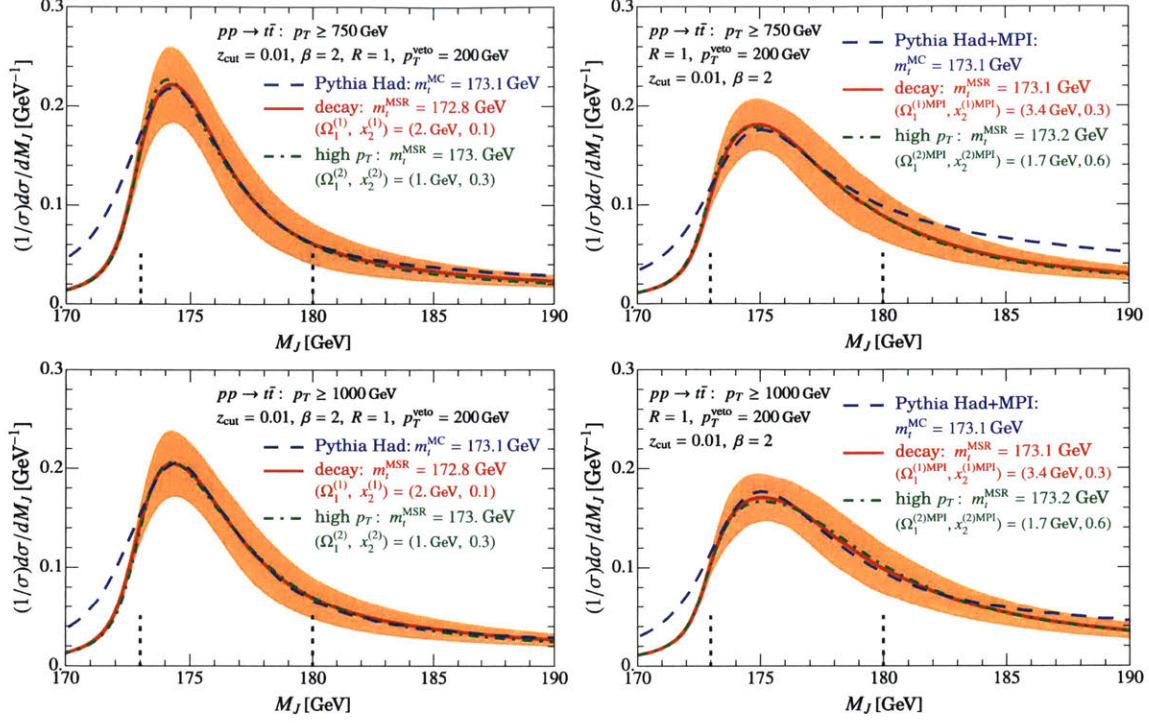 pp → tt̄ : p_T ≥ 750 GeV
z_cut = 0.01, β = 2, R = 1, p_T^veto = 200 GeV
Pythia Had: m_t^MC = 173.1 GeV
decay: m_t^MSR = 172.8 GeV
(Ω_1^(1), x_2^(1)) = (2. GeV, 0.1)
high p_T : m_t^MSR = 173. GeV
(Ω_1^(2), x_2^(2)) = (1. GeV, 0.3)
(1/σ)dσ/dM_J [GeV⁻¹]
0.3
0.2
0.1
0.
170 175 180 185 190
M_J [GeV]
pp → tt̄ : p_T ≥ 750 GeV
R = 1, p_T^veto = 200 GeV
z_cut = 0.01, β = 2
Pythia Had+MPI:
m_t^MC = 173.1 GeV
decay: m_t^MSR = 173.1 GeV
(Ω_1^(1)MPI, x_2^(1)MPI) = (3.4 GeV, 0.3)
high p_T : m_t^MSR = 173.2 GeV
(Ω_1^(2)MPI, x_2^(2)MPI) = (1.7 GeV, 0.6)
(1/σ)dσ/dM_J [GeV⁻¹]
0.3
0.2
0.1
0.
170 175 180 185 190
M_J [GeV]
pp → tt̄ : p_T ≥ 1000 GeV
z_cut = 0.01, β = 2, R = 1, p_T^veto = 200 GeV
Pythia Had: m_t^MC = 173.1 GeV
decay: m_t^MSR = 172.8 GeV
(Ω_1^(1), x_2^(1)) = (2. GeV, 0.1)
high p_T : m_t^MSR = 173. GeV
(Ω_1^(2), x_2^(2)) = (1. GeV, 0.3)
(1/σ)dσ/dM_J [GeV⁻¹]
0.3
0.2
0.1
0.
170 175 180 185 190
M_J [GeV]
pp → tt̄ : p_T ≥ 1000 GeV
R = 1, p_T^veto = 200 GeV
z_cut = 0.01, β = 2
Pythia Had+MPI:
m_t^MC = 173.1 GeV
decay: m_t^MSR = 173.1 GeV
(Ω_1^(1)MPI, x_2^(1)MPI) = (3.4 GeV, 0.3)
high p_T : m_t^MSR = 173.2 GeV
(Ω_1^(2)MPI, x_2^(2)MPI) = (1.7 GeV, 0.6)
(1/σ)dσ/dM_J [GeV⁻¹]
0.3
0.2
0.1
0.
170 175 180 185 190
M_J [GeV]